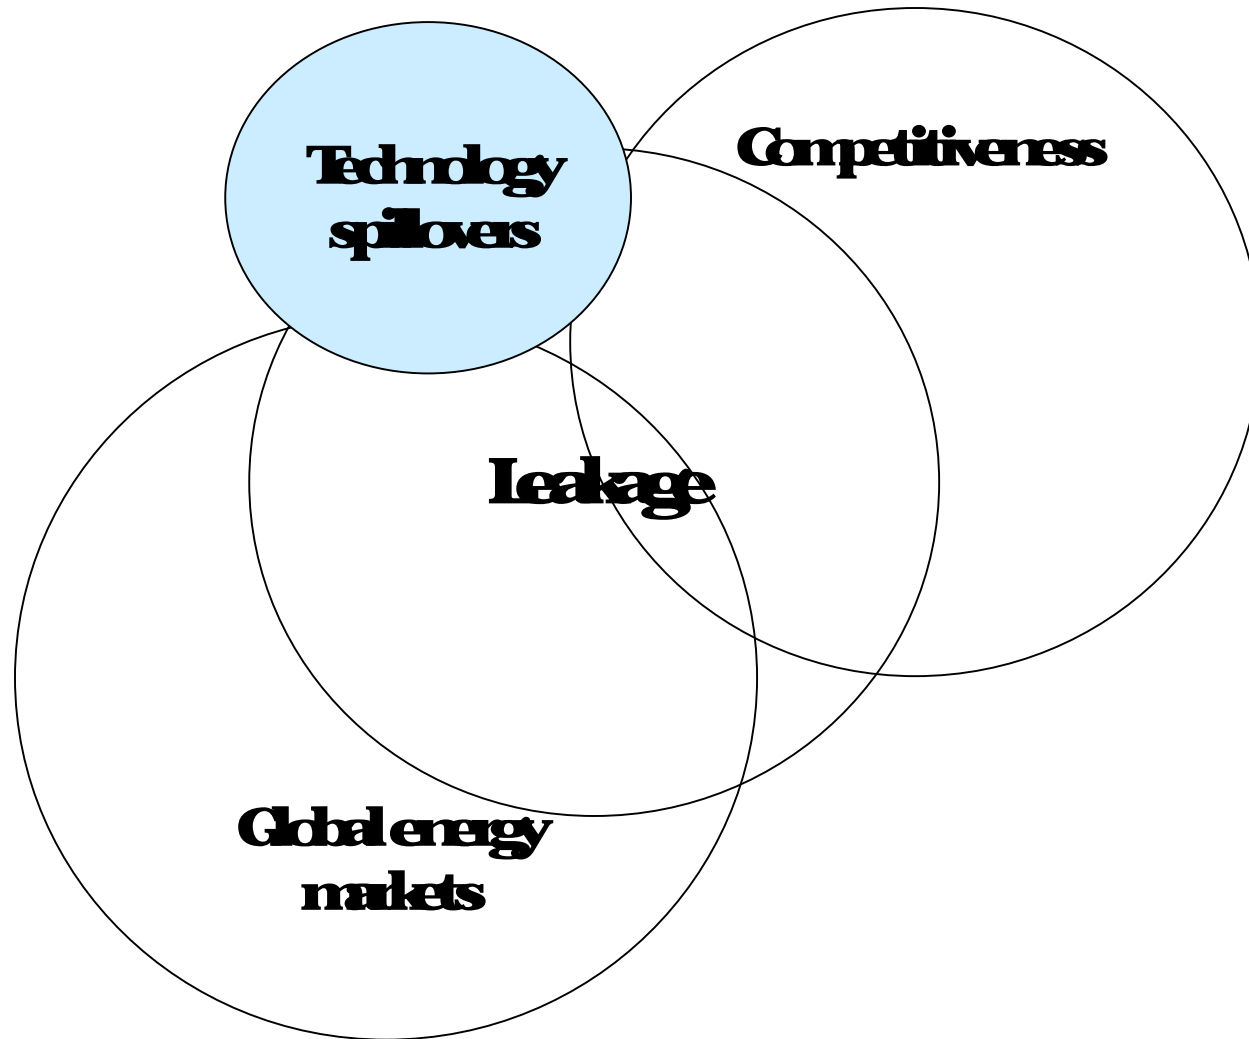 Technology
spillovers
Competitiveness
Leakage
Global energy
markets